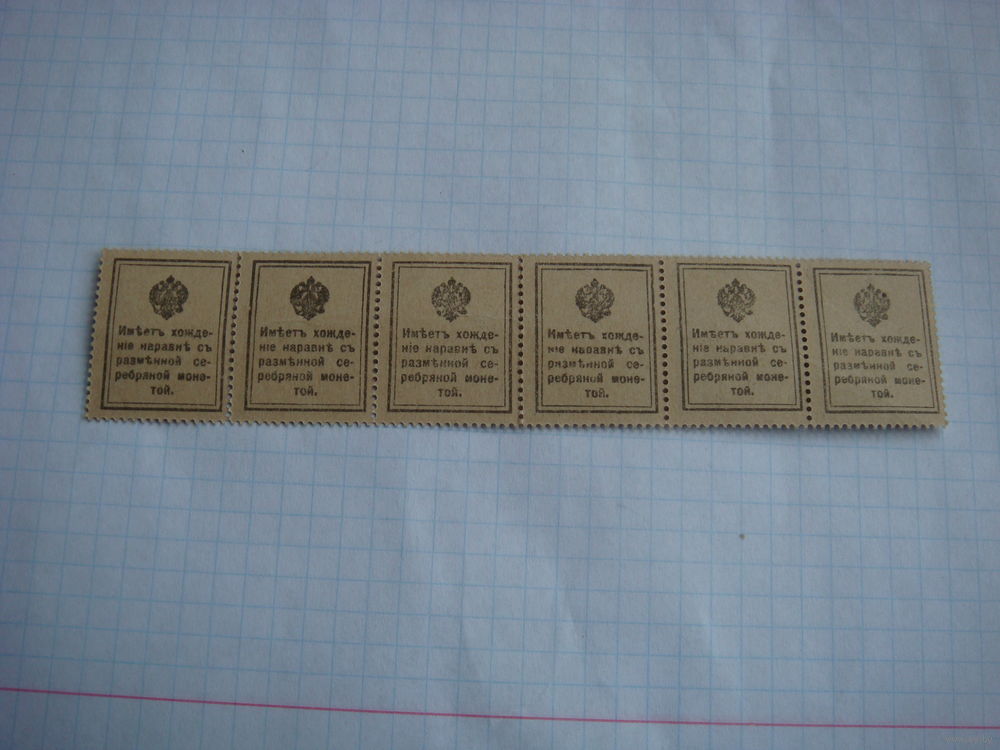 Имѣетъ хожде-
ніе наравнѣ съ
размѣнной се-
ребряной моне-
той.
Имѣетъ хожде-
ніе наравнѣ съ
размѣнной се-
ребряной моне-
той.
Имѣетъ хожде-
ніе наравнѣ съ
размѣнной се-
ребряной моне-
той.
Имѣетъ хожде-
ніе наравнѣ съ
размѣнной се-
ребряной моне-
той.
Имѣетъ хожде-
ніе наравнѣ съ
размѣнной се-
ребряной моне-
той.
Имѣетъ хожде-
ніе наравнѣ съ
размѣнной се-
ребряной моне-
той.